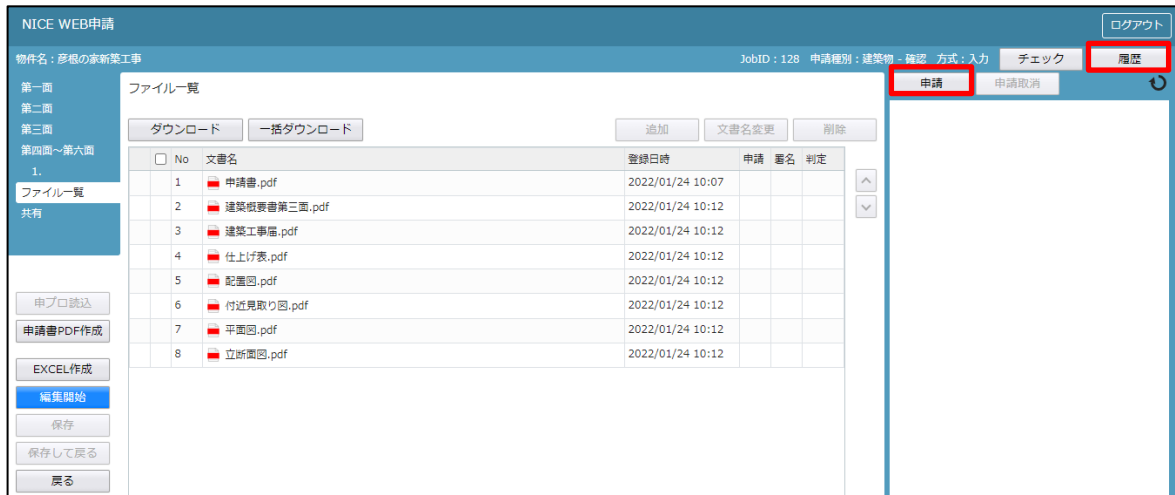 NICE WEB申請
ログアウト
物件名：彦根の家新築工事
JobID：128 申請種別：建築物 - 確認 方式：入力
チェック
履歴
第一面
第二面
第三面
第四面～第六面
1.
ファイル一覧
共有
申プロ読込
申請書PDF作成
EXCEL作成
編集開始
保存
保存して戻る
戻る
ファイル一覧
ダウンロード 一括ダウンロード 追加 文書名変更 削除
No 文書名 登録日時 申請 署名 判定
1 申請書.pdf 2022/01/24 10:07
2 建築概要書第三面.pdf 2022/01/24 10:12
3 建築工事届.pdf 2022/01/24 10:12
4 仕上げ表.pdf 2022/01/24 10:12
5 配置図.pdf 2022/01/24 10:12
6 付近見取り図.pdf 2022/01/24 10:12
7 平面図.pdf 2022/01/24 10:12
8 立断面図.pdf 2022/01/24 10:12
申請 申請取消